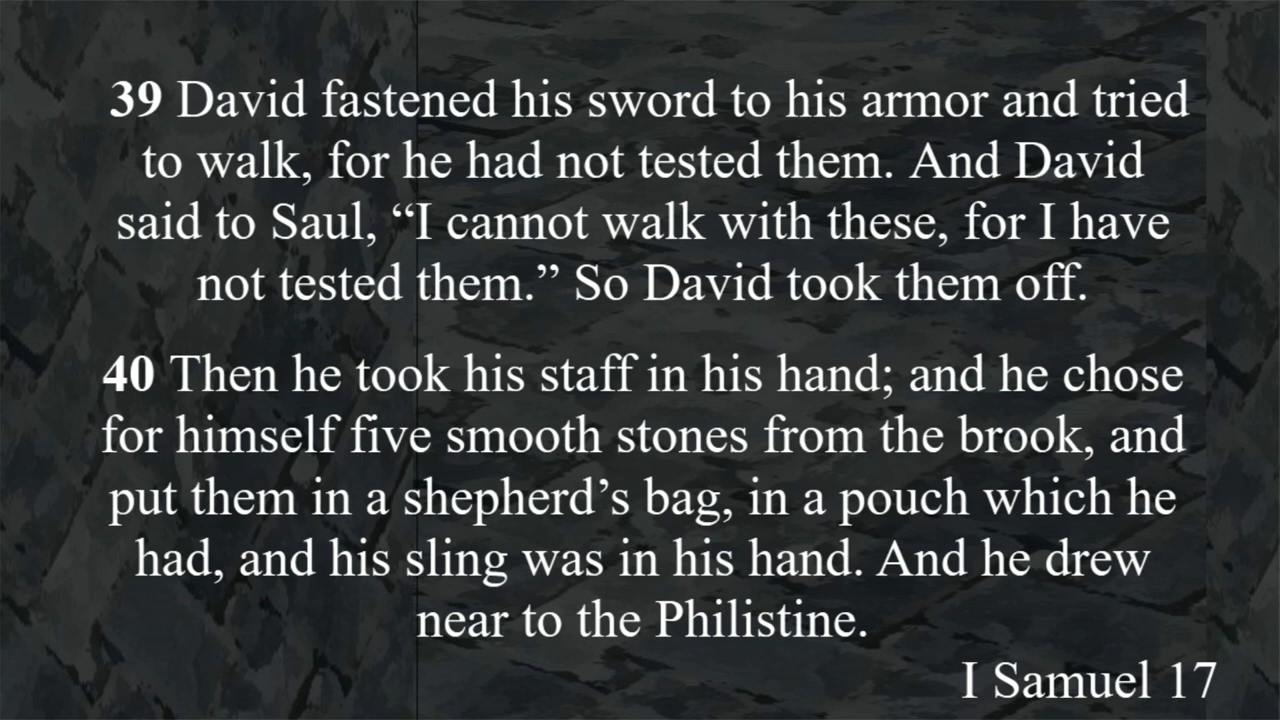 39 David fastened his sword to his armor and tried
to walk, for he had not tested them. And David
said to Saul, “I cannot walk with these, for I have
not tested them.” So David took them off.
40 Then he took his staff in his hand; and he chose
for himself five smooth stones from the brook, and
put them in a shepherd’s bag, in a pouch which he
had, and his sling was in his hand. And he drew
near to the Philistine.
I Samuel 17